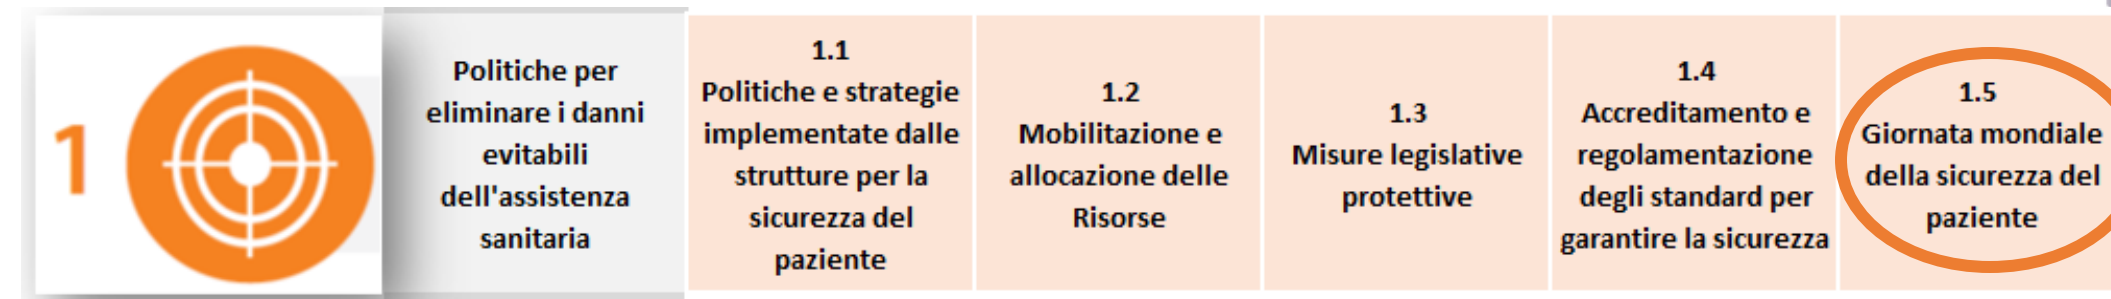 1
Politiche per
eliminare i danni
evitabili
dell'assistenza
sanitaria
1.1
Politiche e strategie
implementate dalle
strutture per la
sicurezza del
paziente
1.2
Mobilitazione e
allocazione delle
Risorse
1.3
Misure legislative
protettive
1.4
Accreditamento e
regolamentazione
degli standard per
garantire la sicurezza
1.5
Giornata mondiale
della sicurezza del
paziente